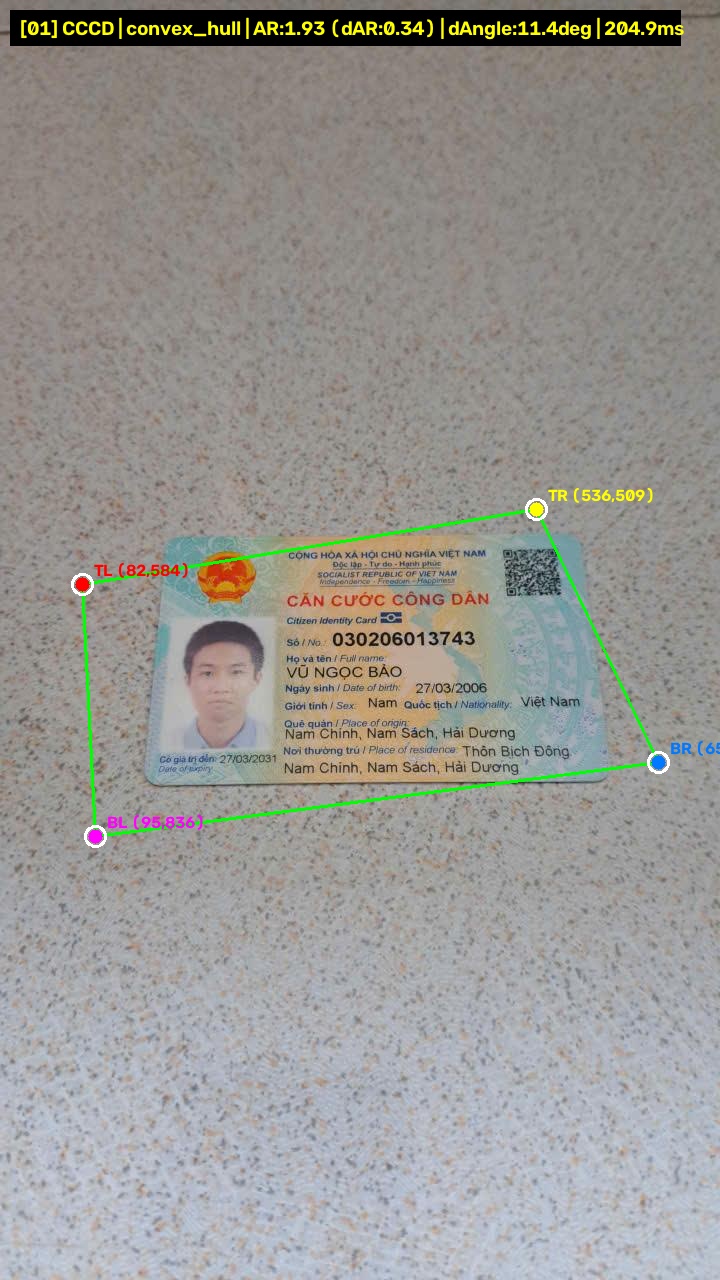 [01] CCCD | convex_hull | AR:1.93 (dAR:0.34) | dAngle:11.4deg | 204.9ms
TR (536,509)
TL (82,584)
CỘNG HÒA XÃ HỘI CHỦ NGHĨA VIỆT NAM
Độc lập - Tự do - Hạnh phúc
SOCIALIST REPUBLIC OF VIET NAM
Independence - Freedom - Happiness
CĂN CƯỚC CÔNG DÂN
Citizen Identity Card
Số / No.: 030206013743
Họ và tên / Full name:
VŨ NGỌC BẢO
Ngày sinh / Date of birth: 27/03/2006
Giới tính / Sex: Nam Quốc tịch / Nationality: Việt Nam
Quê quán / Place of origin:
Nam Chính, Nam Sách, Hải Dương
Nơi thường trú / Place of residence: Thôn Bịch Đông
Nam Chính, Nam Sách, Hải Dương
Có giá trị đến: 27/03/2031
Date of expiry:
BR (65
BL (95,836)